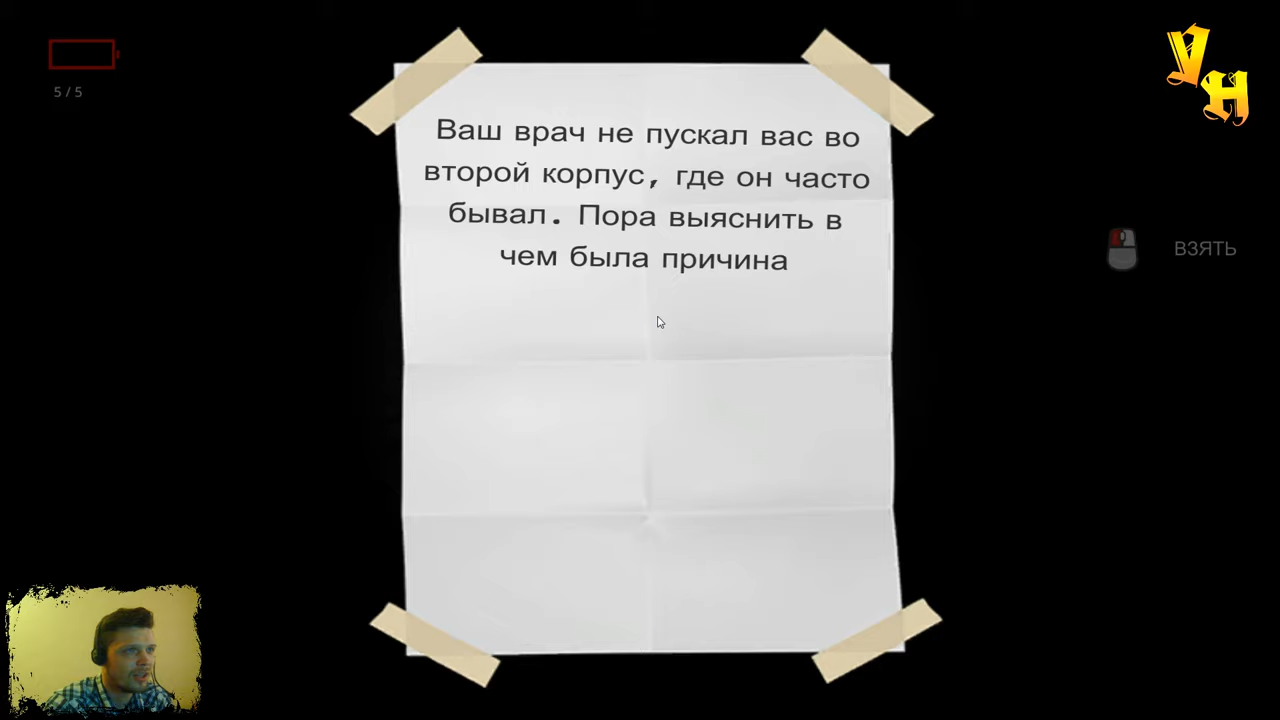 5 / 5
УН
Ваш врач не пускал вас во
второй корпус, где он часто
бывал. Пора выяснить в
чем была причина
ВЗЯТЬ